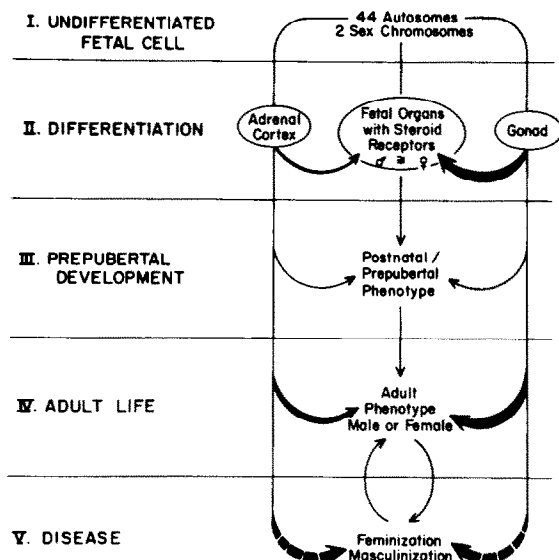 I. UNDIFFERENTIATED
FETAL CELL
44 Autosomes
2 Sex Chromosomes
II. DIFFERENTIATION
Adrenal
Cortex
Fetal Organs
with Steroid
Receptors
♂ ≅ ♀
Gonad
III. PREPUBERTAL
DEVELOPMENT
Postnatal /
Prepubertal
Phenotype
IV. ADULT LIFE
Adult
Phenotype
Male or Female
V. DISEASE
Feminization
Masculinization